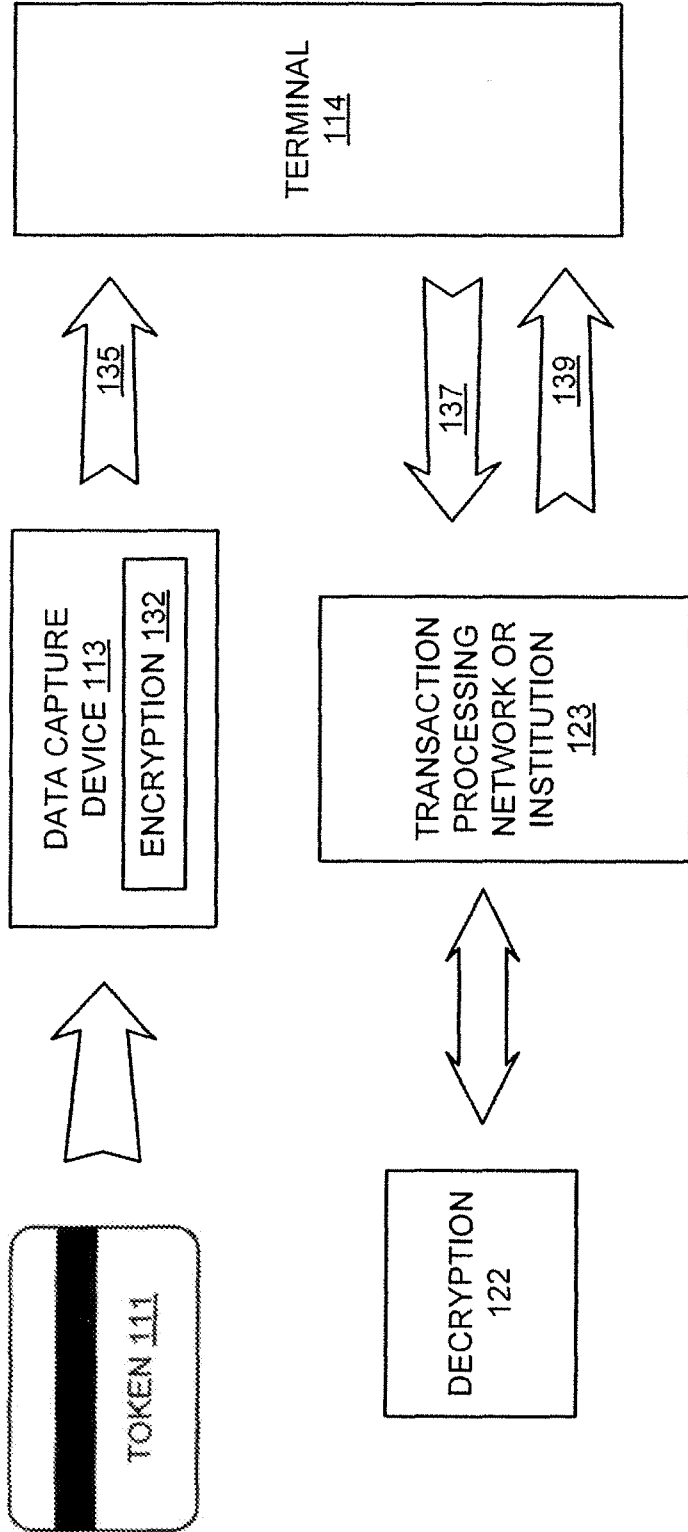 TOKEN 111
DATA CAPTURE
DEVICE 113
ENCRYPTION 132
135
TERMINAL
114
DECRYPTION
122
TRANSACTION
PROCESSING
NETWORK OR
INSTITUTION
123
137
139